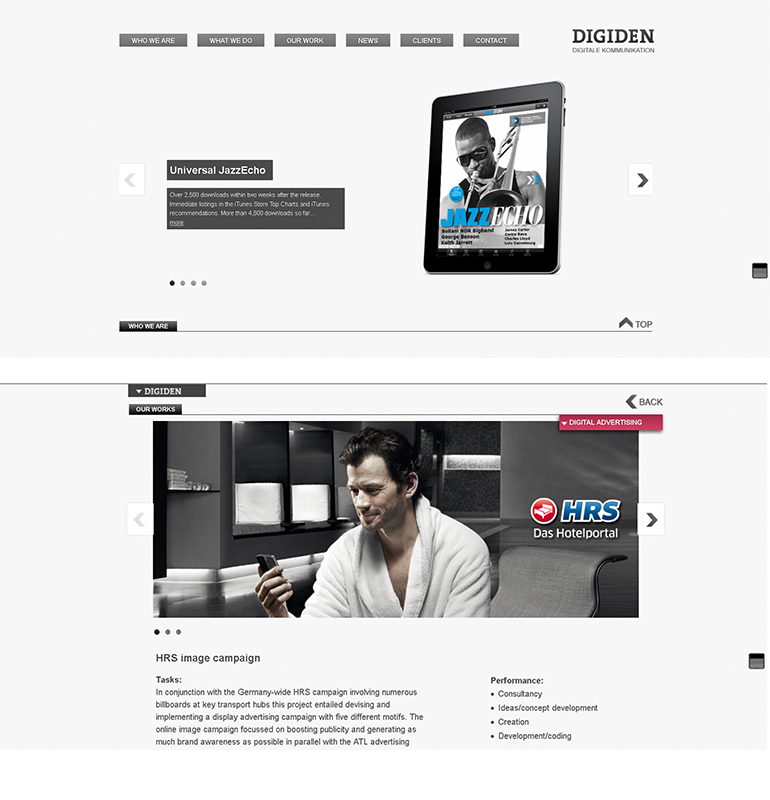 WHO WE ARE
WHAT WE DO
OUR WORK
NEWS
CLIENTS
CONTACT
DIGIDEN
DIGITALE KOMMUNIKATION
Universal JazzEcho
Over 2,500 downloads within two weeks after the release.
Immediate listings in the iTunes Store Top Charts and iTunes
recommendations. More than 4,500 downloads so far...
more
JAZZECHO
Bollani NDR Bigband
George Benson
Keith Jarrett
James Carter
Enrico Rava
Charles Lloyd
WHO WE ARE
TOP
DIGIDEN
OUR WORKS
BACK
DIGITAL ADVERTISING
HRS
Das Hotelportal
HRS image campaign
Tasks:
In conjunction with the Germany-wide HRS campaign involving numerous
billboards at key transport hubs this project entailed devising and
implementing a display advertising campaign with five different motifs. The
online image campaign focussed on boosting publicity and generating as
much brand awareness as possible in parallel with the ATL advertising
Performance:
Consultancy
Ideas/concept development
Creation
Development/coding